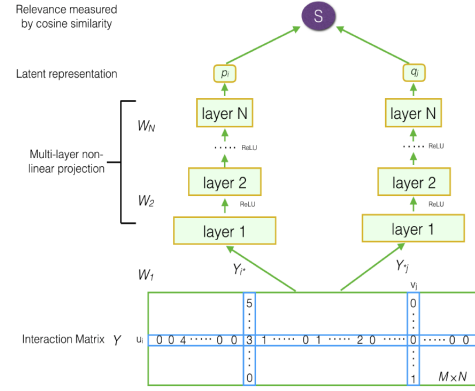 Relevance measured
by cosine similarity
S
Latent representation
pᵢ
qⱼ
layer N
layer N
W_N
ReLU
ReLU
Multi-layer non-
linear projection
layer 2
layer 2
W₂
ReLU
ReLU
layer 1
layer 1
Yᵢ*
Y*ⱼ
W₁
vⱼ
5
0
Interaction Matrix Y uᵢ 0 0 4 ····· 0 0 3 1 ····· 0 1 ····· 2 0 ····· 0 ····· 0 0
0
1
M×N